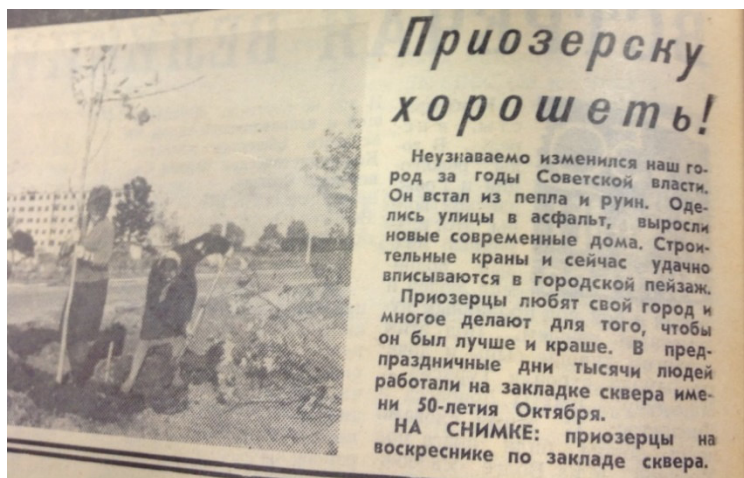 Приозерску
хорошеть!
Неузнаваемо изменился наш го-
род за годы Советской власти.
Он встал из пепла и руин. Оде-
лись улицы в асфальт, выросли
новые современные дома. Строи-
тельные краны и сейчас удачно
вписываются в городской пейзаж.
Приозерцы любят свой город и
многое делают для того, чтобы
он был лучше и краше. В пред-
праздничные дни тысячи людей
работали на закладке сквера име-
ни 50-летия Октября.
НА СНИМКЕ: приозерцы на
воскреснике по закладе сквера.